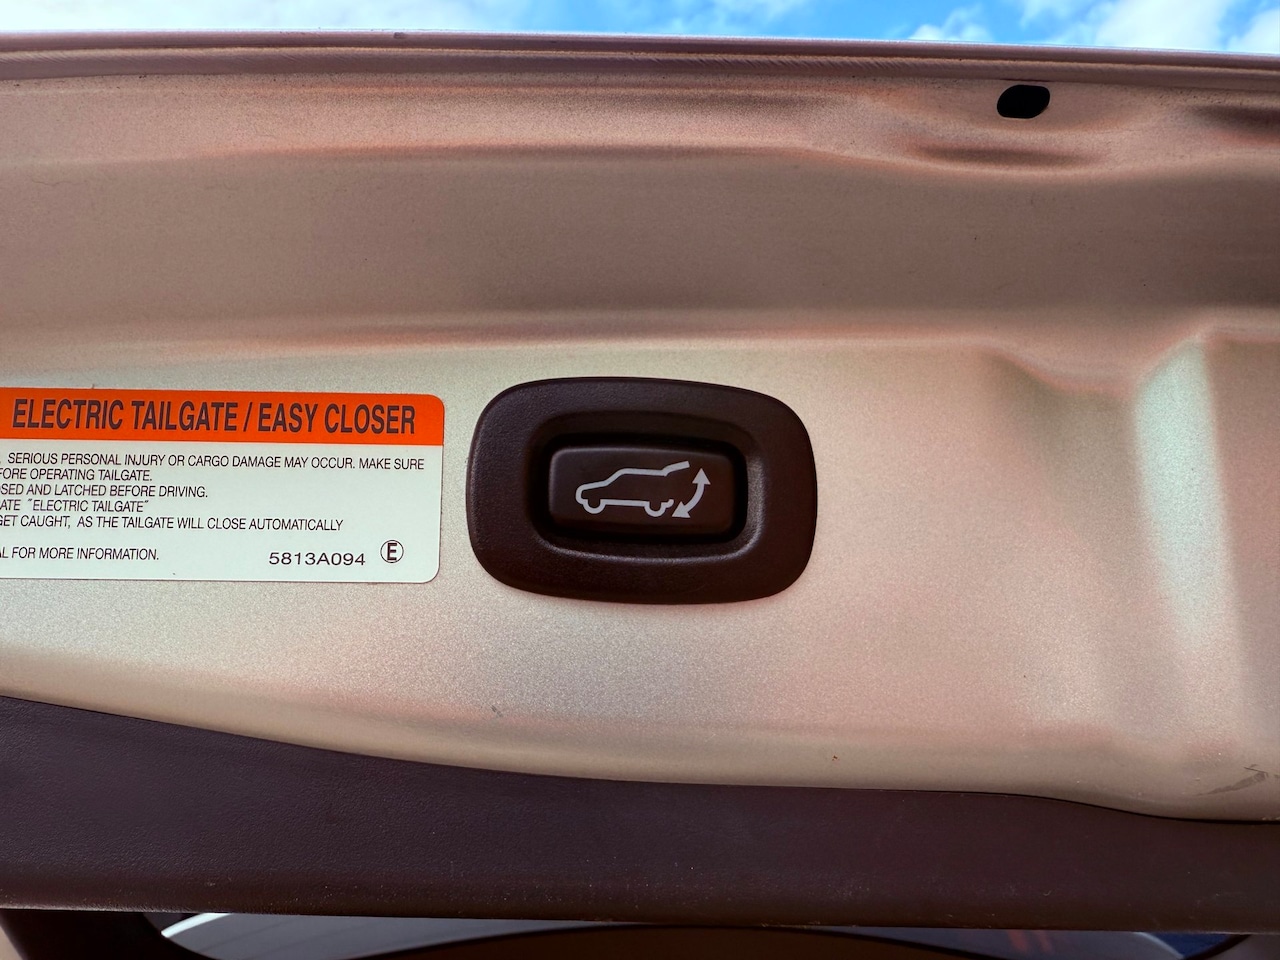 ELECTRIC TAILGATE / EASY CLOSER
SERIOUS PERSONAL INJURY OR CARGO DAMAGE MAY OCCUR. MAKE SURE
FORE OPERATING TAILGATE.
SED AND LATCHED BEFORE DRIVING.
ATE "ELECTRIC TAILGATE"
GET CAUGHT, AS THE TAILGATE WILL CLOSE AUTOMATICALLY
AL FOR MORE INFORMATION.
5813A094 E